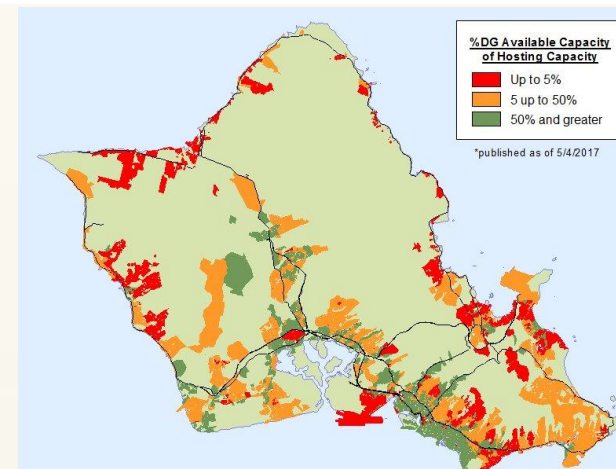 %DG Available Capacity
of Hosting Capacity
Up to 5%
5 up to 50%
50% and greater
*published as of 5/4/2017